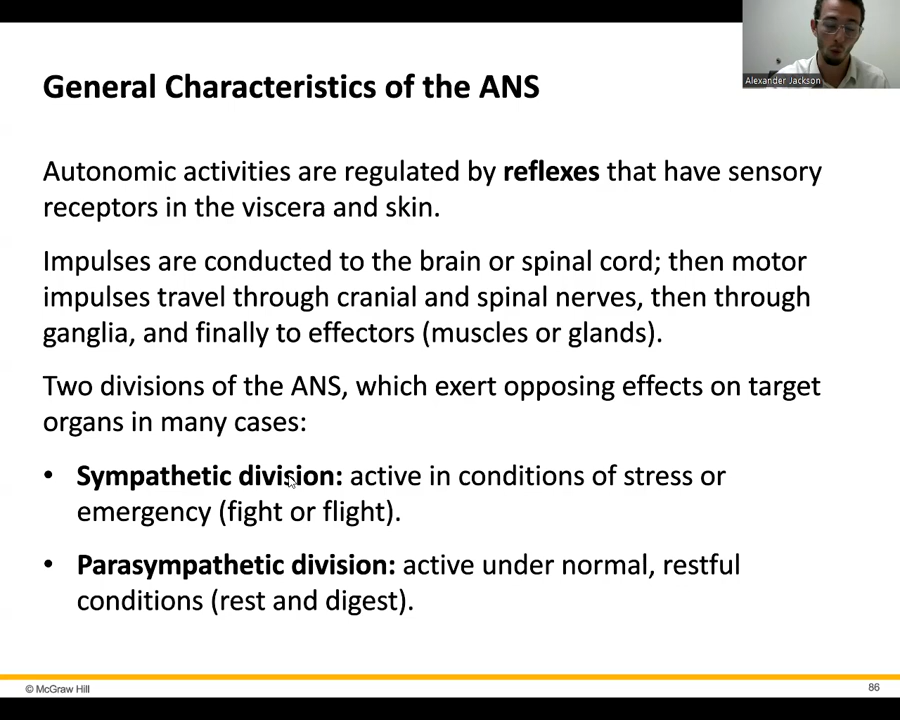 Alexander Jackson
General Characteristics of the ANS
Autonomic activities are regulated by reflexes that have sensory
receptors in the viscera and skin.
Impulses are conducted to the brain or spinal cord; then motor
impulses travel through cranial and spinal nerves, then through
ganglia, and finally to effectors (muscles or glands).
Two divisions of the ANS, which exert opposing effects on target
organs in many cases:
• Sympathetic division: active in conditions of stress or
emergency (fight or flight).
• Parasympathetic division: active under normal, restful
conditions (rest and digest).
© McGraw Hill
86